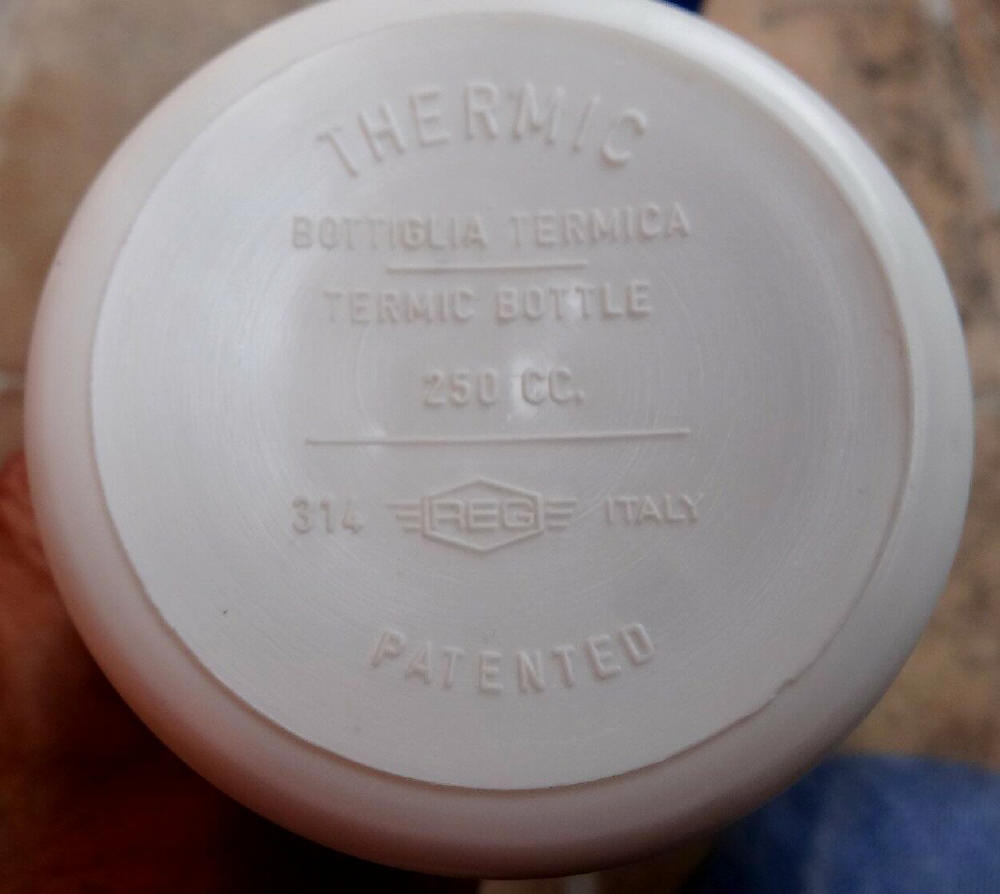 THERMIC
BOTTIGLIA TERMICA
TERMIC BOTTLE
250 CC.
314 REG ITALY
PATENTED